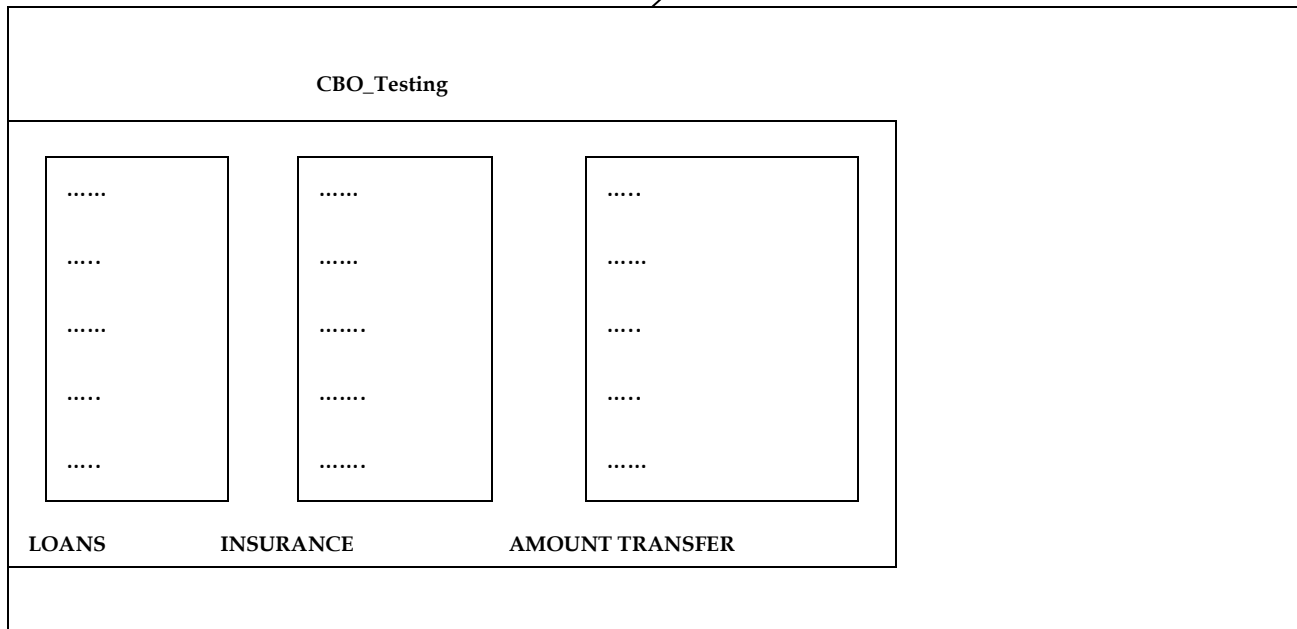 CBO_Testing
…… …… …..
….. …… ……
…… ……. …..
….. ……. …..
….. ……. ……
LOANS INSURANCE AMOUNT TRANSFER